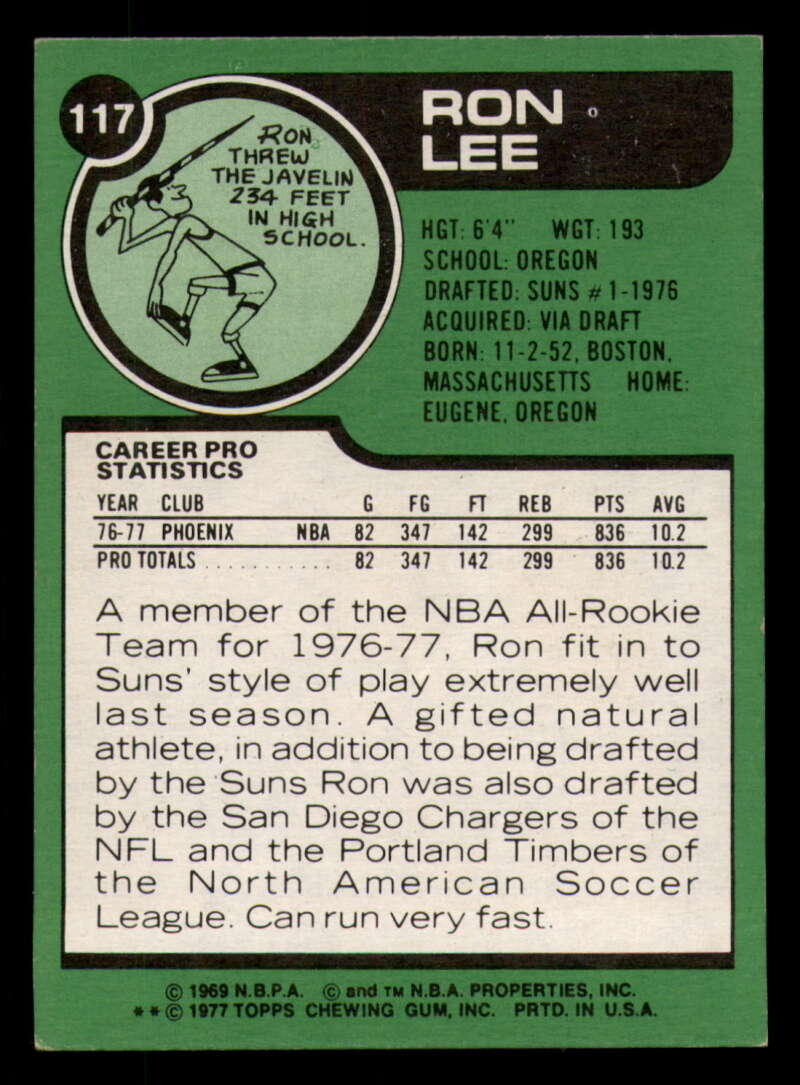 117
RON
LEE
RON
THREW
THE JAVELIN
234 FEET
IN HIGH
SCHOOL.
HGT: 6'4" WGT: 193
SCHOOL: OREGON
DRAFTED: SUNS #1-1976
ACQUIRED: VIA DRAFT
BORN: 11-2-52, BOSTON,
MASSACHUSETTS HOME:
EUGENE, OREGON
CAREER PRO
STATISTICS
YEAR CLUB G FG FT REB PTS AVG
76-77 PHOENIX NBA 82 347 142 299 836 10.2
PRO TOTALS ........... 82 347 142 299 836 10.2
A member of the NBA All-Rookie
Team for 1976-77, Ron fit in to
Suns' style of play extremely well
last season. A gifted natural
athlete, in addition to being drafted
by the Suns Ron was also drafted
by the San Diego Chargers of the
NFL and the Portland Timbers of
the North American Soccer
League. Can run very fast.
© 1969 N.B.P.A. © and TM N.B.A. PROPERTIES, INC.
**© 1977 TOPPS CHEWING GUM, INC. PRTD. IN U.S.A.